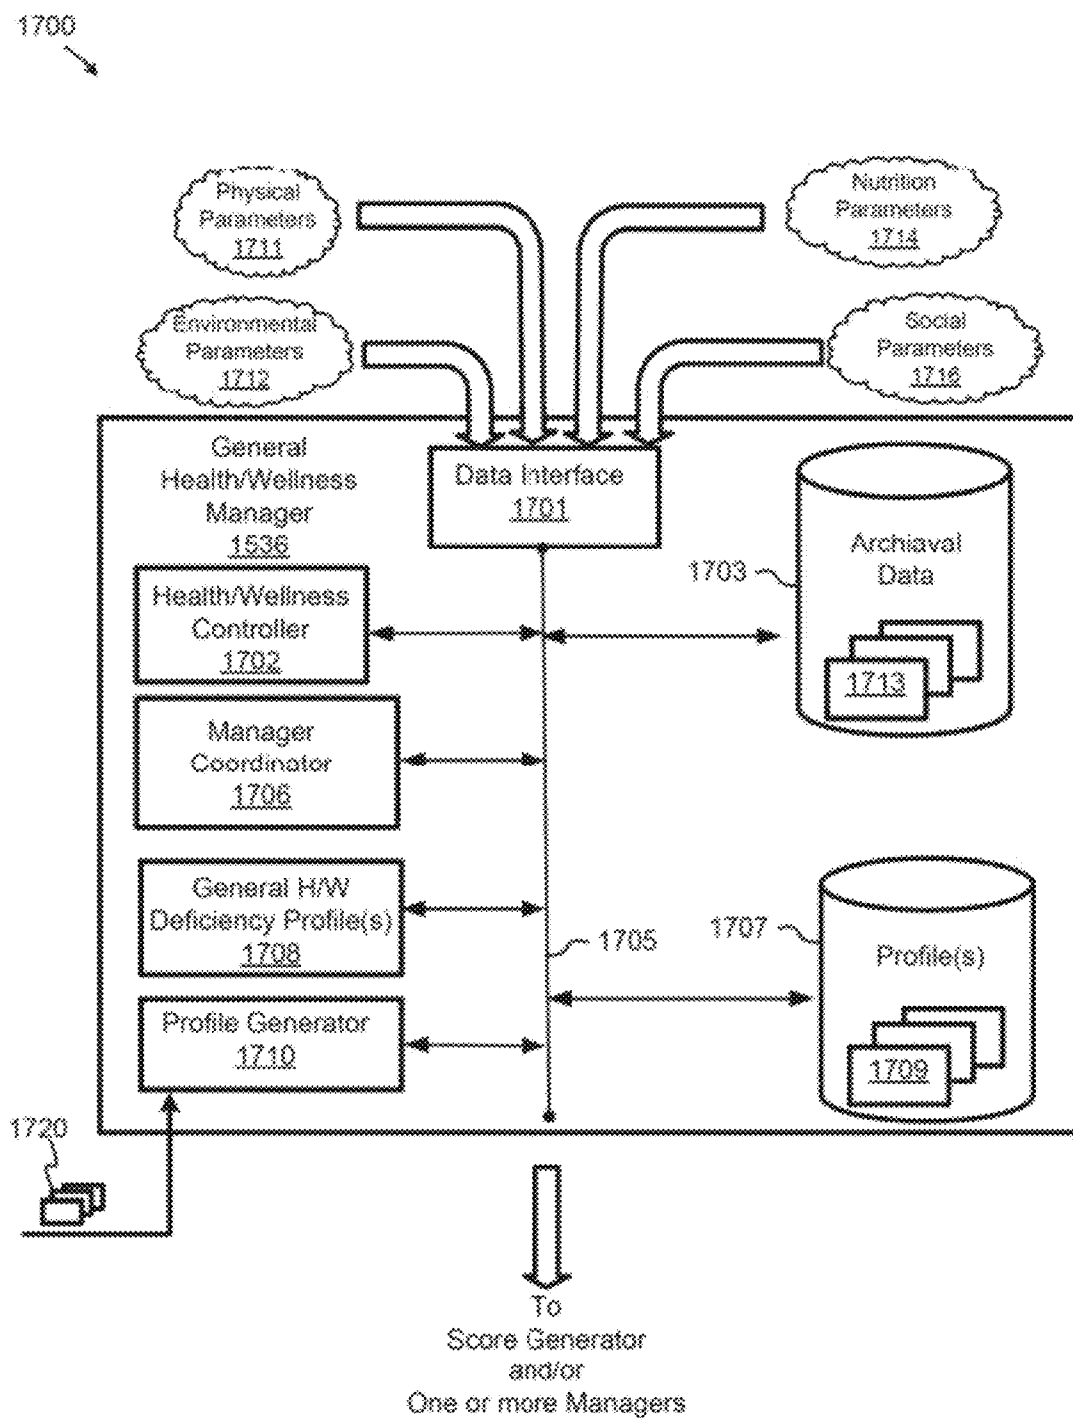 1700
Physical
Parameters
1711
Nutrition
Parameters
1714
Environmental
Parameters
1712
Social
Parameters
1716
General
Health/Wellness
Manager
1536
Data Interface
1701
Archiaval
Data
1703
1713
Health/Wellness
Controller
1702
Manager
Coordinator
1706
General H/W
Deficiency Profile(s)
1708
1705
1707
Profile(s)
1709
Profile Generator
1710
1720
To
Score Generator
and/or
One or more Managers